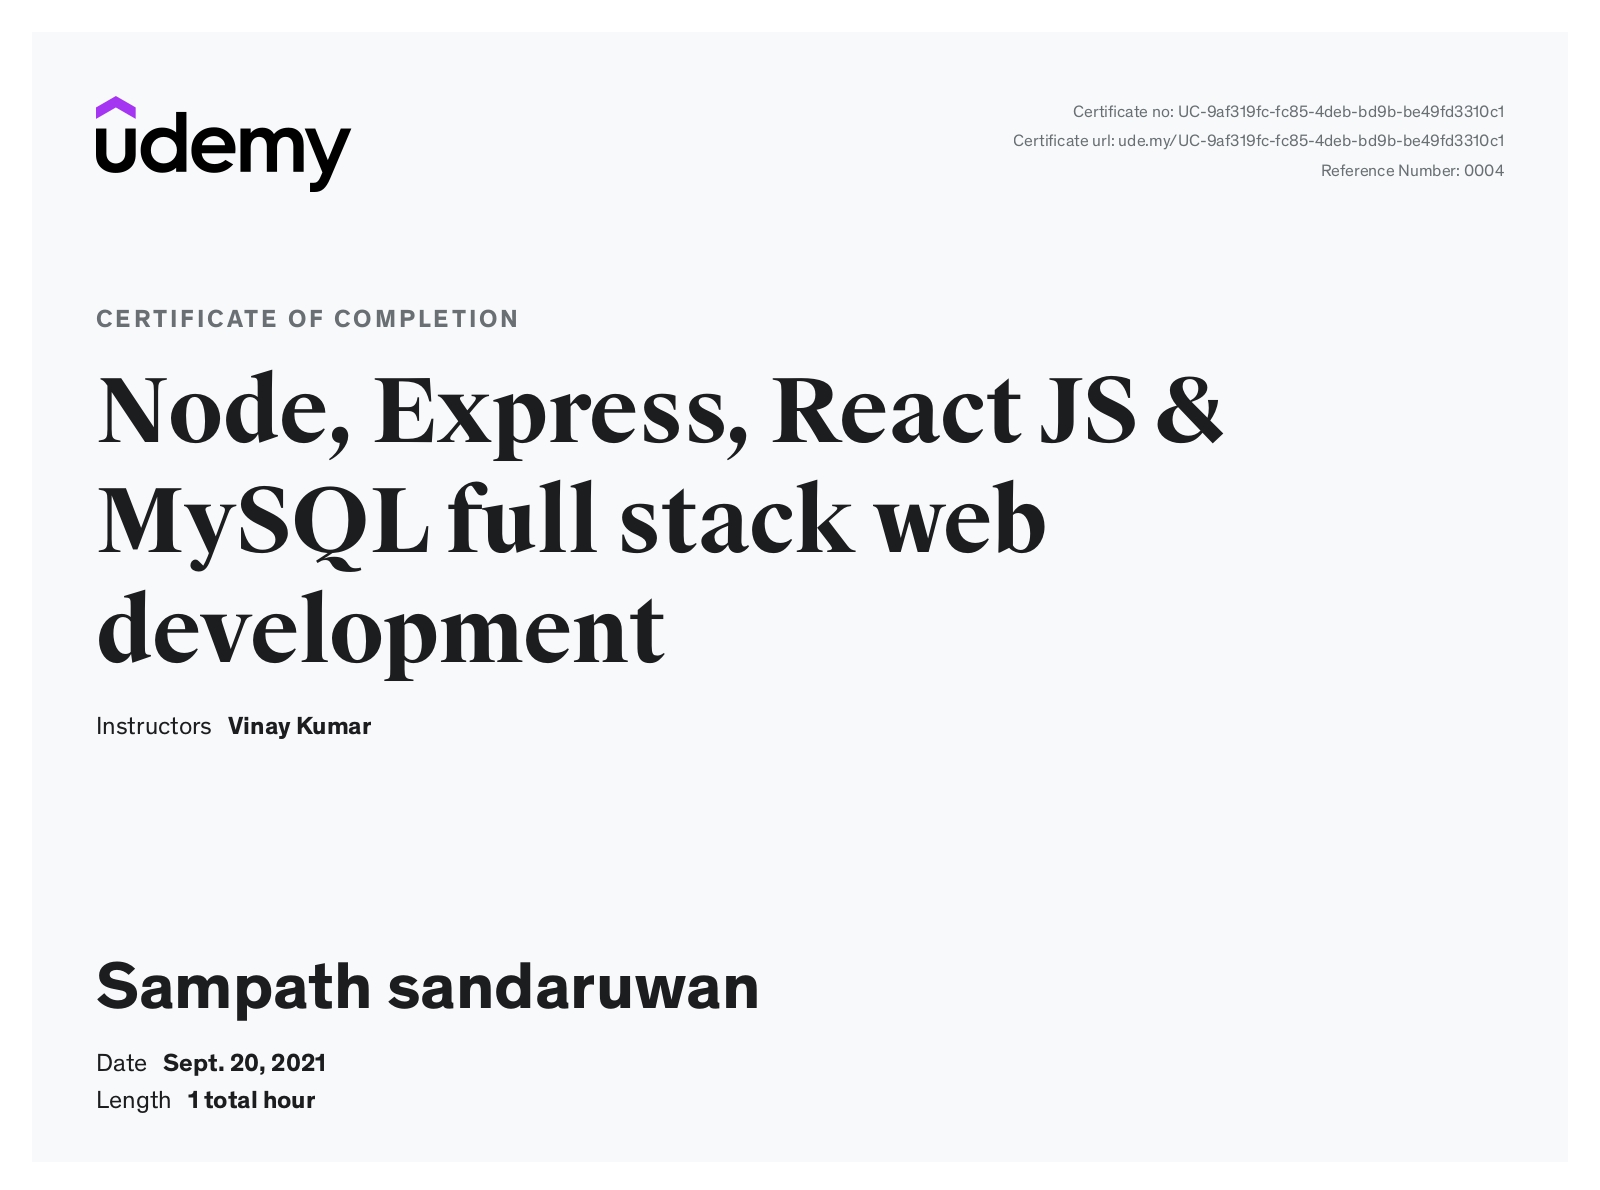 udemy
Certificate no: UC-9af319fc-fc85-4deb-bd9b-be49fd3310c1
Certificate url: ude.my/UC-9af319fc-fc85-4deb-bd9b-be49fd3310c1
Reference Number: 0004
CERTIFICATE OF COMPLETION
Node, Express, React JS &
MySQL full stack web
development
Instructors Vinay Kumar
Sampath sandaruwan
Date Sept. 20, 2021
Length 1 total hour